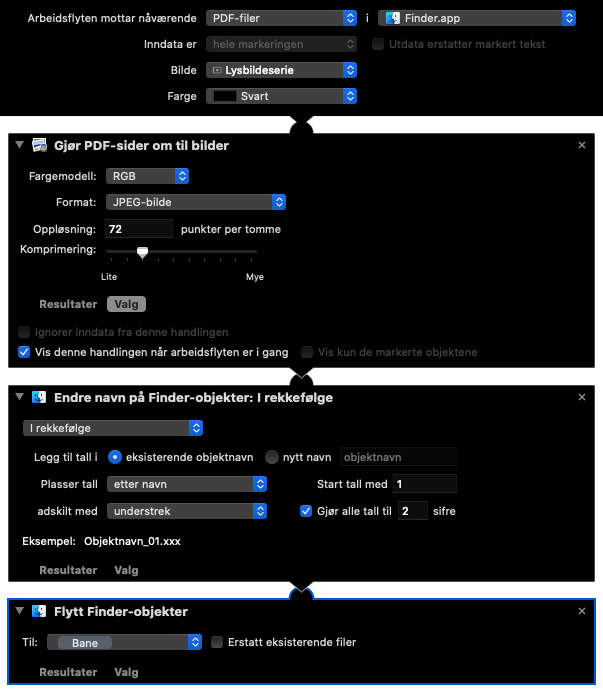 Arbeidsflyten mottar nåværende PDF-filer i Finder.app
Inndata er hele markeringen Utdata erstatter markert tekst
Bilde Lysbildeserie
Farge Svart
Gjør PDF-sider om til bilder
Fargemodell: RGB
Format: JPEG-bilde
Oppløsning: 72 punkter per tomme
Komprimering:
Lite Mye
Resultater Valg
Ignorer inndata fra denne handlingen
Vis denne handlingen når arbeidsflyten er i gang Vis kun de markerte objektene
Endre navn på Finder-objekter: I rekkefølge
I rekkefølge
Legg til tall i eksisterende objektnavn nytt navn objektnavn
Plasser tall etter navn Start tall med 1
adskilt med understrek Gjør alle tall til 2 sifre
Eksempel: Objektnavn_01.xxx
Resultater Valg
Flytt Finder-objekter
Til: Bane Erstatt eksisterende filer
Resultater Valg